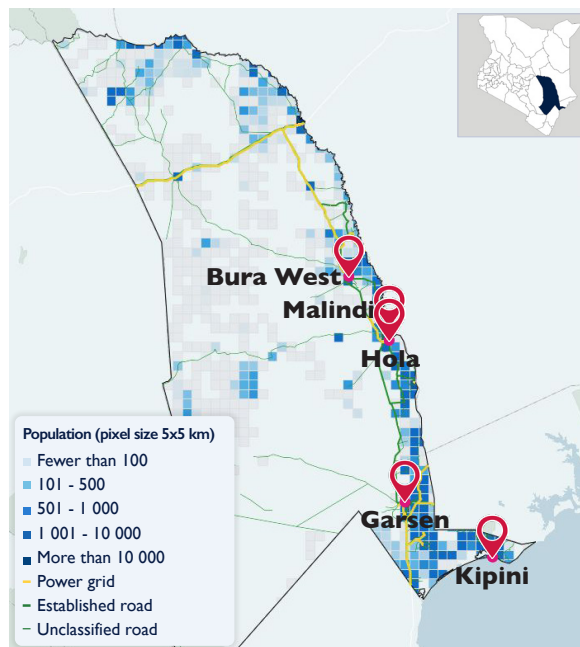 Bura West
Malindi
Hola
Garsen
Kipini
Population (pixel size 5x5 km)
Fewer than 100
101 - 500
501 - 1 000
1 001 - 10 000
More than 10 000
Power grid
Established road
Unclassified road